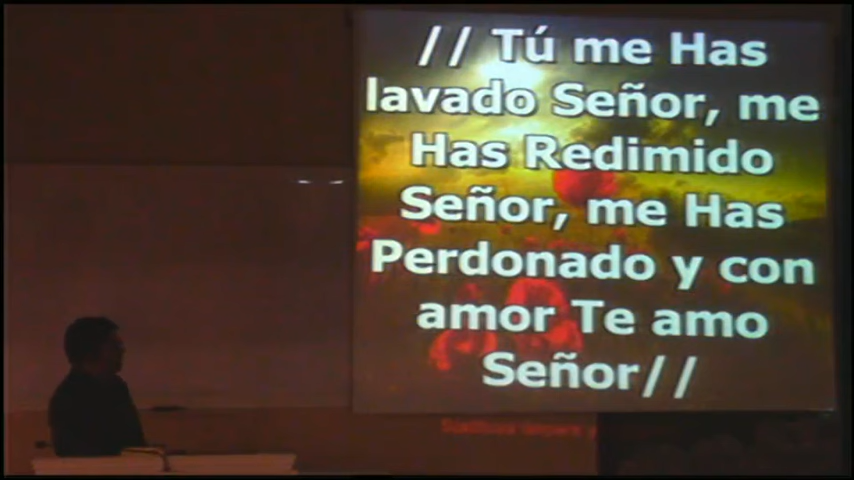 // Tú me Has
lavado Señor, me
Has Redimido
Señor, me Has
Perdonado y con
amor Te amo
Señor//